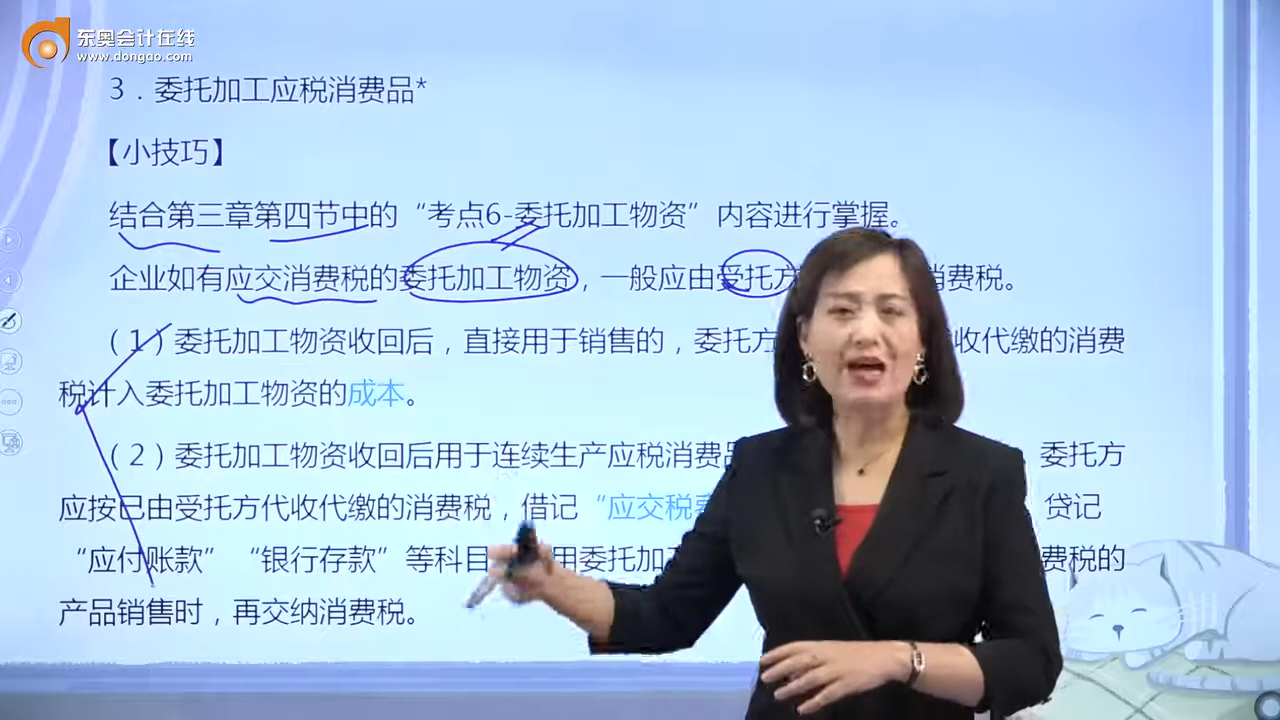 东奥会计在线
www.dongao.com
3．委托加工应税消费品*
【小技巧】
结合第三章第四节中的“考点6-委托加工物资”内容进行掌握。
企业如有应交消费税的委托加工物资，一般应由受托方 消费税。
（1）委托加工物资收回后，直接用于销售的，委托方 收代缴的消费
税计入委托加工物资的成本。
（2）委托加工物资收回后用于连续生产应税消费品 委托方
应按已由受托方代收代缴的消费税，借记“应交税费 贷记
“应付账款”“银行存款”等科目 用委托加 费税的
产品销售时，再交纳消费税。